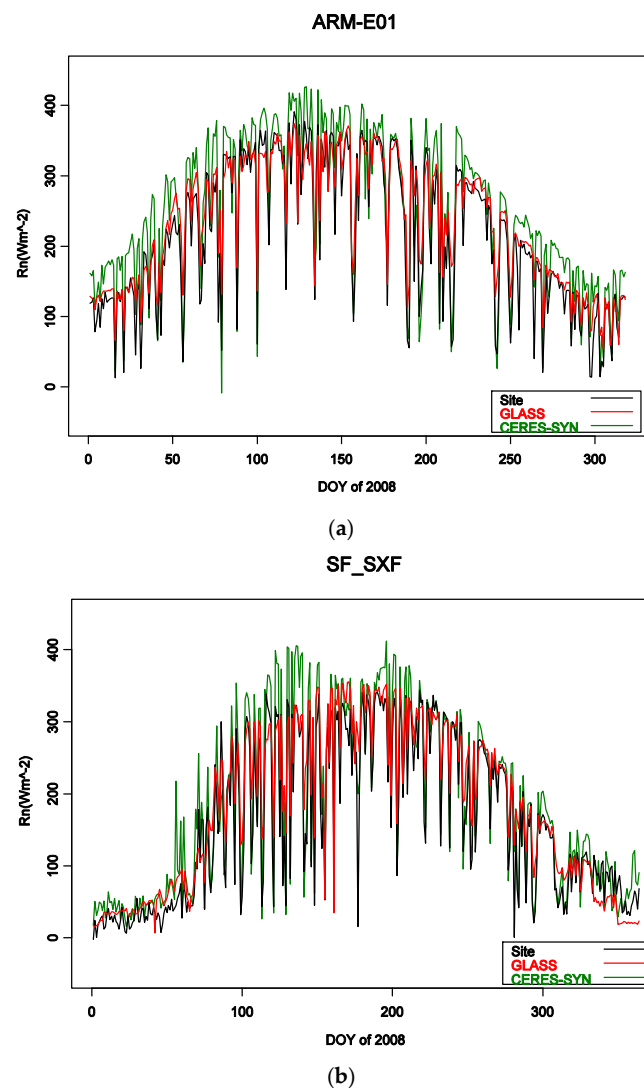 ARM-E01
Rn(Wm^-2)
400
300
200
100
0
0 50 100 150 200 250 300
DOY of 2008
Site
GLASS
CERES-SYN
(a)
SF_SXF
Rn(Wm^-2)
400
300
200
100
0
0 100 200 300
DOY of 2008
Site
GLASS
CERES-SYN
(b)